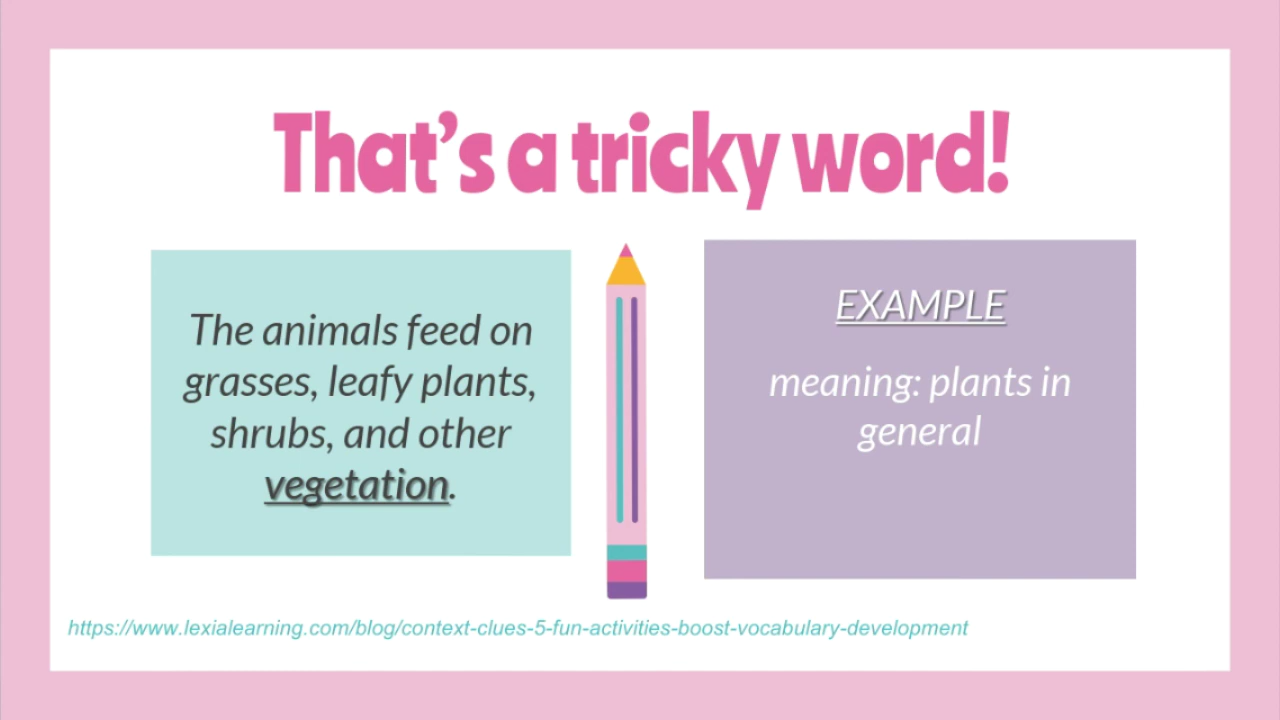 That's a tricky word!
The animals feed on
grasses, leafy plants,
shrubs, and other
vegetation.
EXAMPLE
meaning: plants in
general
https://www.lexialearning.com/blog/context-clues-5-fun-activities-boost-vocabulary-development